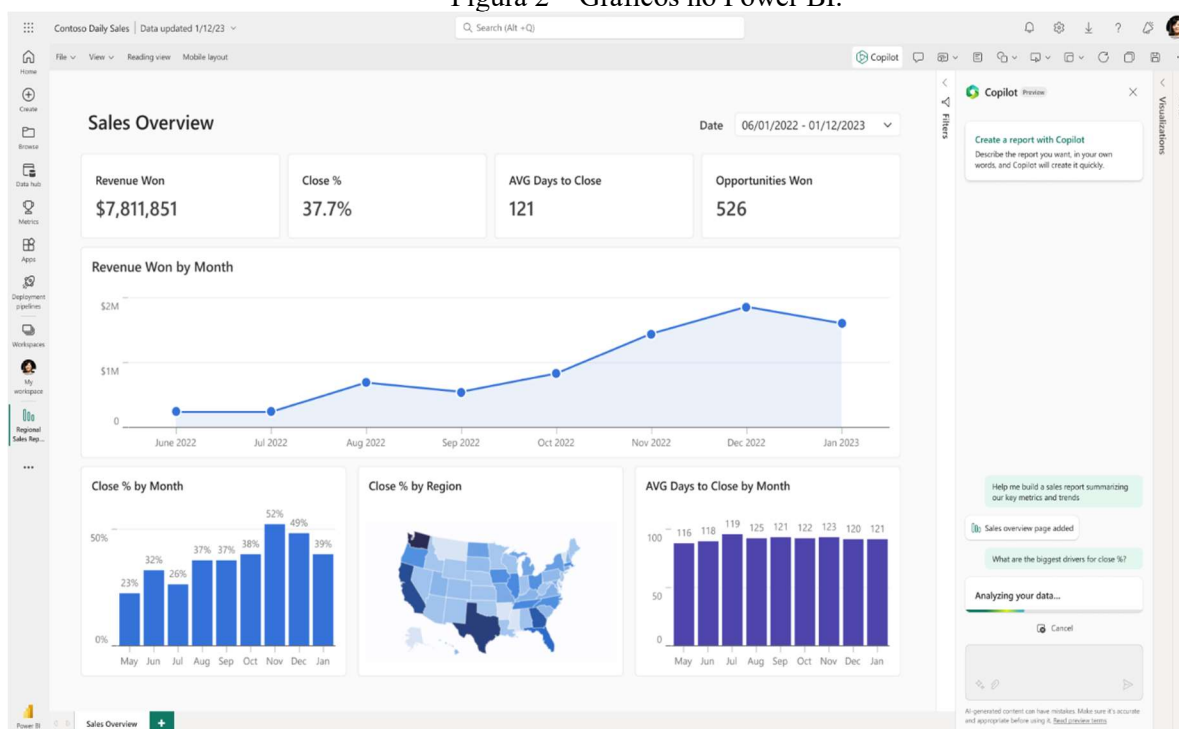 Figura 2 – Gráficos no Power BI.
Contoso Daily Sales | Data updated 1/12/23
Search (Alt +Q)
File
View
Reading view
Mobile layout
Copilot
Home
Create
Browse
Data hub
Metrics
Apps
Deployment
pipelines
Workspaces
My
workspace
Regional
Sales Rep...
Power BI
Sales Overview
Date
06/01/2022 - 01/12/2023
Revenue Won
$7,811,851
Close %
37.7%
AVG Days to Close
121
Opportunities Won
526
Revenue Won by Month
$2M
$1M
0
June 2022
Jul 2022
Aug 2022
Sep 2022
Oct 2022
Nov 2022
Dec 2022
Jan 2023
Close % by Month
50%
0%
23%
32%
26%
37%
37%
38%
52%
49%
39%
May
Jun
Jul
Aug
Sep
Oct
Nov
Dec
Jan
Close % by Region
AVG Days to Close by Month
100
50
0
116
118
119
125
121
122
123
120
121
May
Jun
Jul
Aug
Sep
Oct
Nov
Dec
Jan
Sales Overview
Filters
Copilot Preview
Create a report with Copilot
Describe the report you want, in your own
words, and Copilot will create it quickly.
Help me build a sales report summarizing
our key metrics and trends
Sales overview page added
What are the biggest drivers for close %?
Analyzing your data...
Cancel
AI-generated content can have mistakes. Make sure it's accurate
and appropriate before using it. Read preview terms
Visualizations